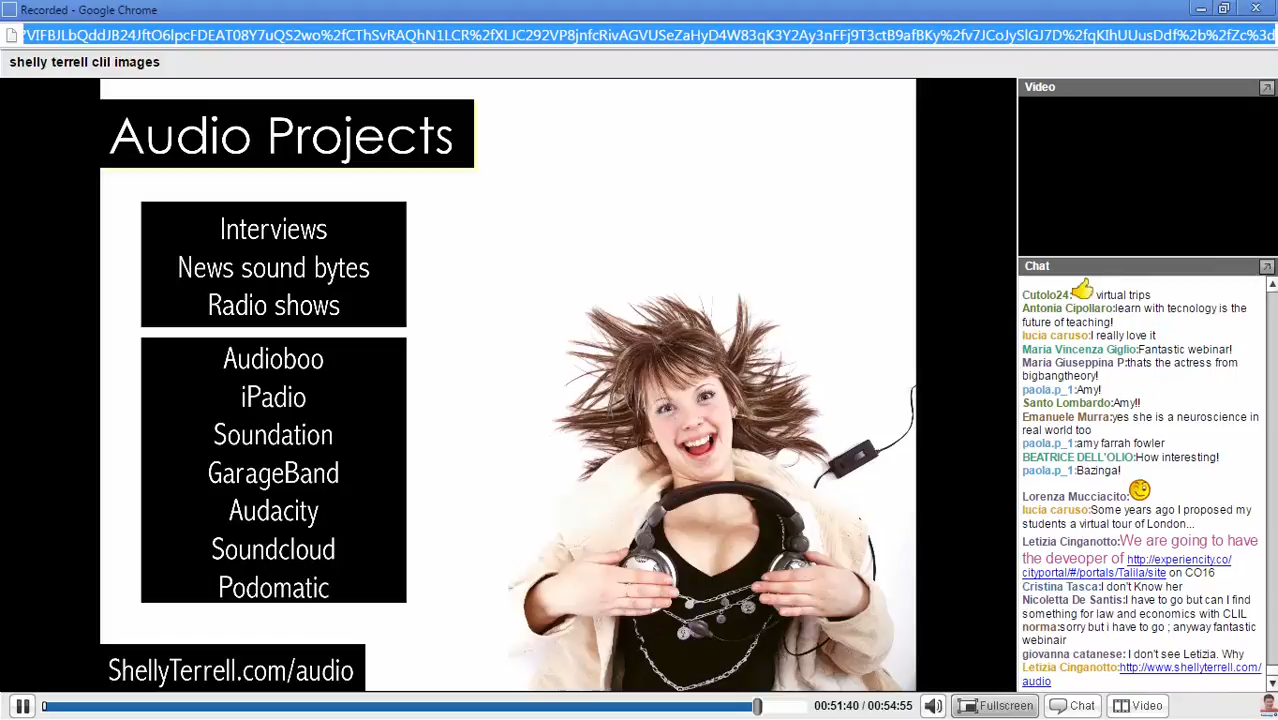 Recorded - Google Chrome
shelly terrell clil images
Audio Projects
Interviews
News sound bytes
Radio shows
Audioboo
iPadio
Soundation
GarageBand
Audacity
Soundcloud
Podomatic
ShellyTerrell.com/audio
Video
Chat
Cutolo24: virtual trips
Antonia Cipollaro:learn with tecnology is the
future of teaching!
lucia caruso:I really love it
Maria Vincenza Giglio:Fantastic webinar!
Maria Giuseppina P:thats the actress from
bigbangtheory!
paola.p_1:Amy!
Santo Lombardo:Amy!!
Emanuele Murra:yes she is a neuroscience in
real world too
paola.p_1:amy farrah fowler
BEATRICE DELL'OLIO:How interesting!
paola.p_1:Bazinga!
Lorenza Mucciacito:
lucia caruso:Some years ago I proposed my
students a virtual tour of London...
Letizia Cinganotto:We are going to have
the deveoper of http://experiencity.co/
cityportal/#/portals/Talila/site on CO16
Cristina Tasca:I don't Know her
Nicoletta De Santis:I have to go but can I find
something for law and economics with CLIL
norma:sorry but i have to go ; anyway fantastic
webinair
giovanna catanese: I don't see Letizia. Why
Letizia Cinganotto:http://www.shellyterrell.com/
audio
00:51:40 / 00:54:55
Fullscreen
Chat
Video